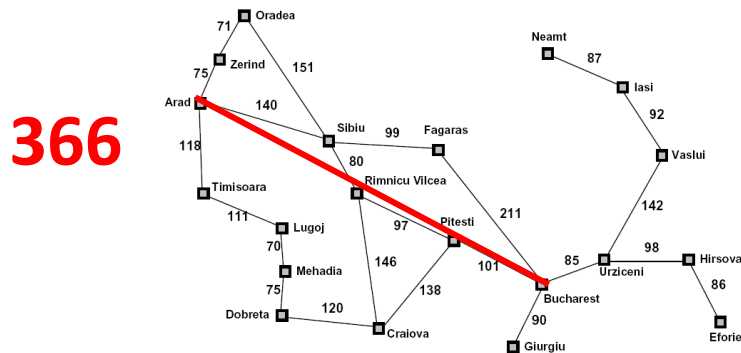 Oradea
71
Neamt
87
Zerind
151
75
Iasi
Arad
140
92
366
Sibiu
99
Fagaras
118
80
Vaslui
Rimnicu Vilcea
Timisoara
211
142
111
Lugoj
97
Pitesti
70
98
Hirsova
146
101
85
Mehadia
Urziceni
86
75
138
Bucharest
120
Dobreta
90
Craiova
Eforie
Giurgiu